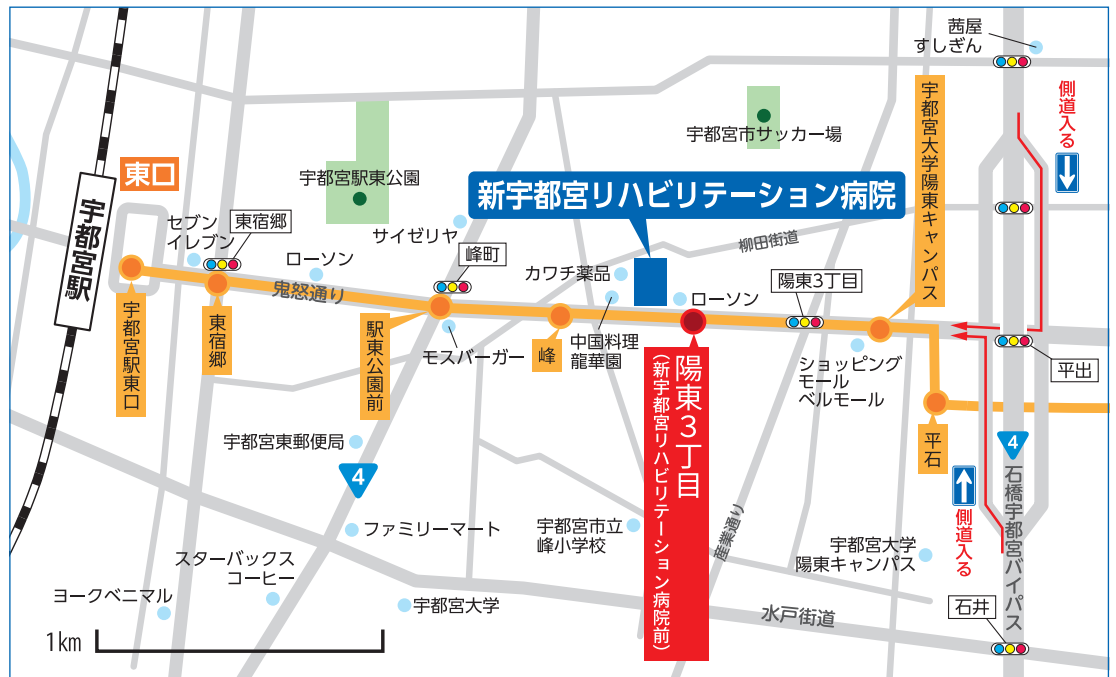 茜屋
すしぎん
側道入る
宇都宮大学陽東キャンパス
宇都宮市サッカー場
東口
宇都宮駅東公園
新宇都宮リハビリテーション病院
宇都宮駅
セブン
イレブン
東宿郷
サイゼリヤ
柳田街道
峰町
ローソン
カワチ薬品
鬼怒通り
ローソン
陽東3丁目
宇都宮駅東口
東宿郷
駅東公園前
モスバーガー
峰
中国料理
龍華園
陽東3丁目
(新宇都宮リハビリテーション病院前)
ショッピング
モール
ベルモール
平出
平石
宇都宮東郵便局
4
4
石橋宇都宮バイパス
側道入る
ファミリーマート
宇都宮市立
峰小学校
産業通り
宇都宮大学
陽東キャンパス
スターバックス
コーヒー
ヨークベニマル
宇都宮大学
水戸街道
石井
1km